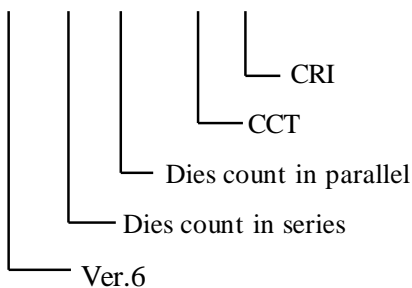 CRI
CCT
Dies count in parallel
Dies count in series
Ver.6